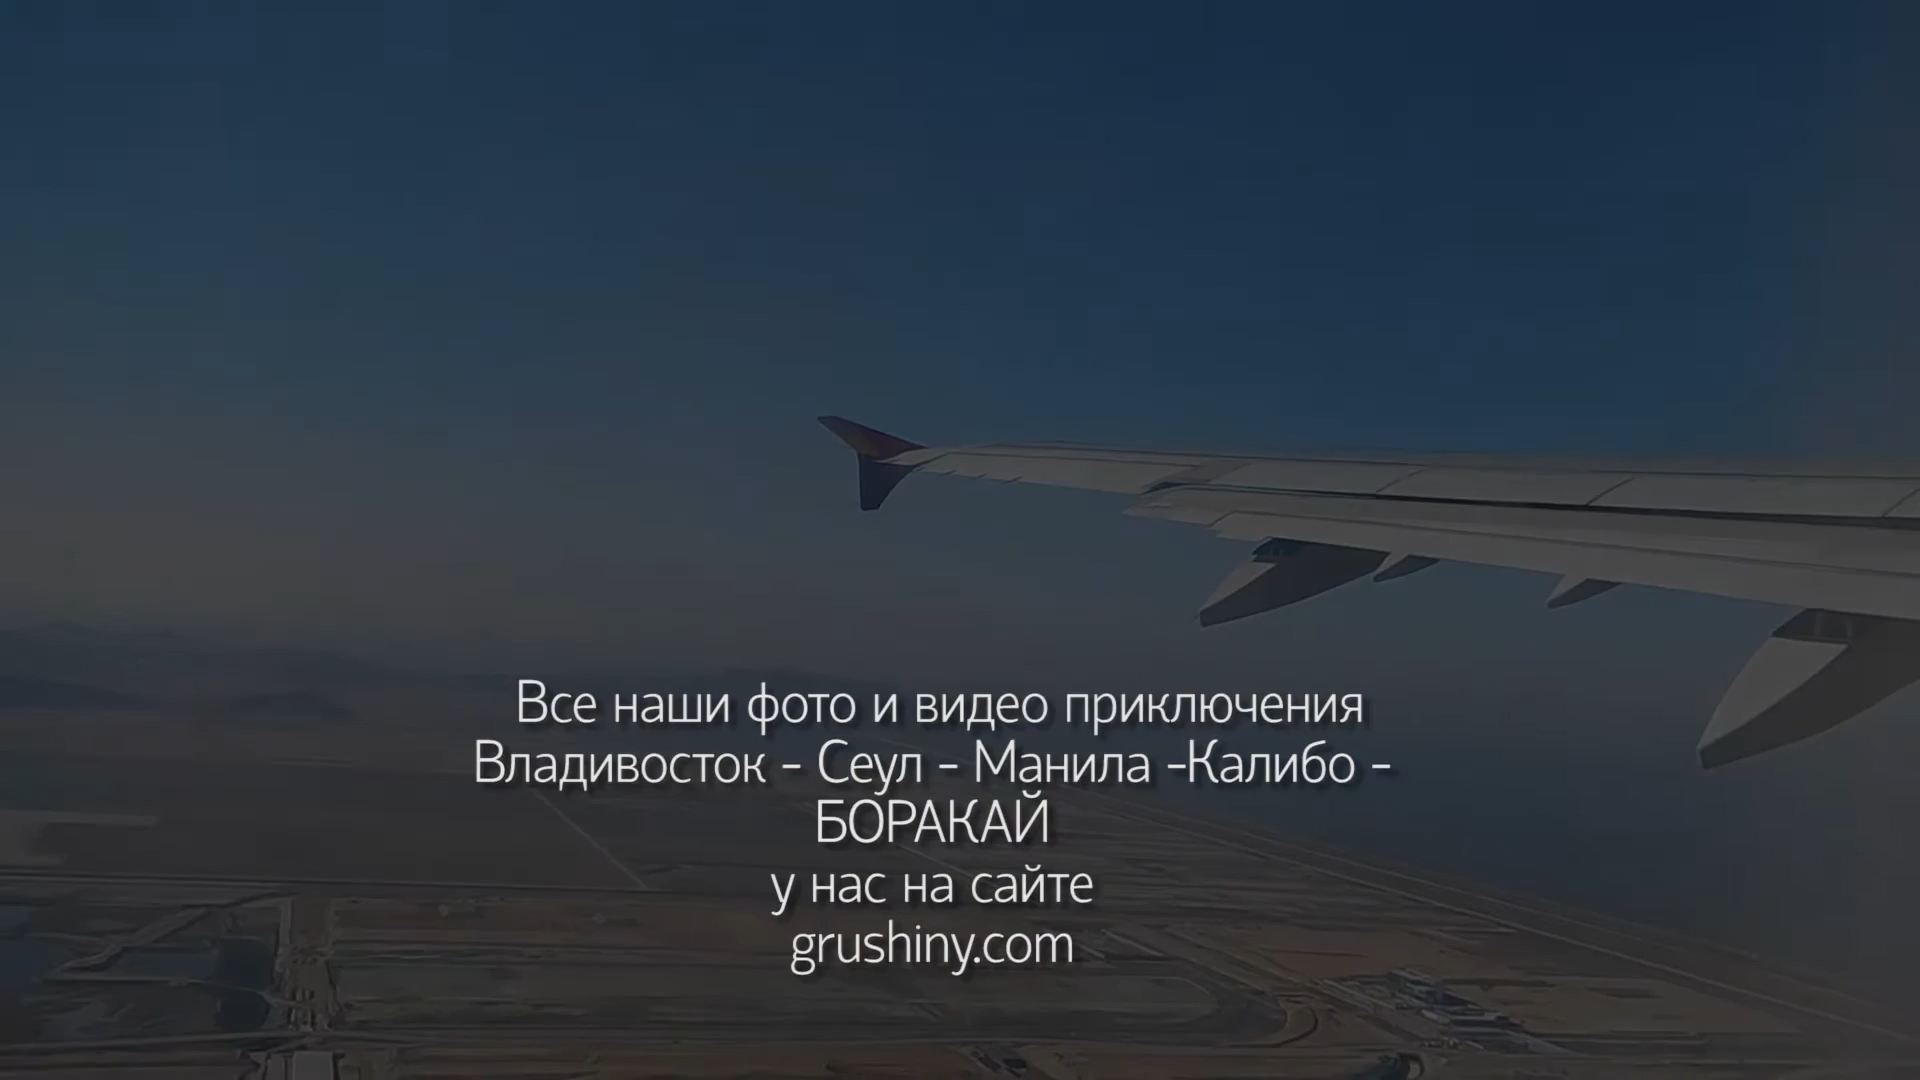 Все наши фото и видео приключения
Владивосток - Сеул - Манила -Калибо -
БОРАКАЙ
у нас на сайте
grushiny.com